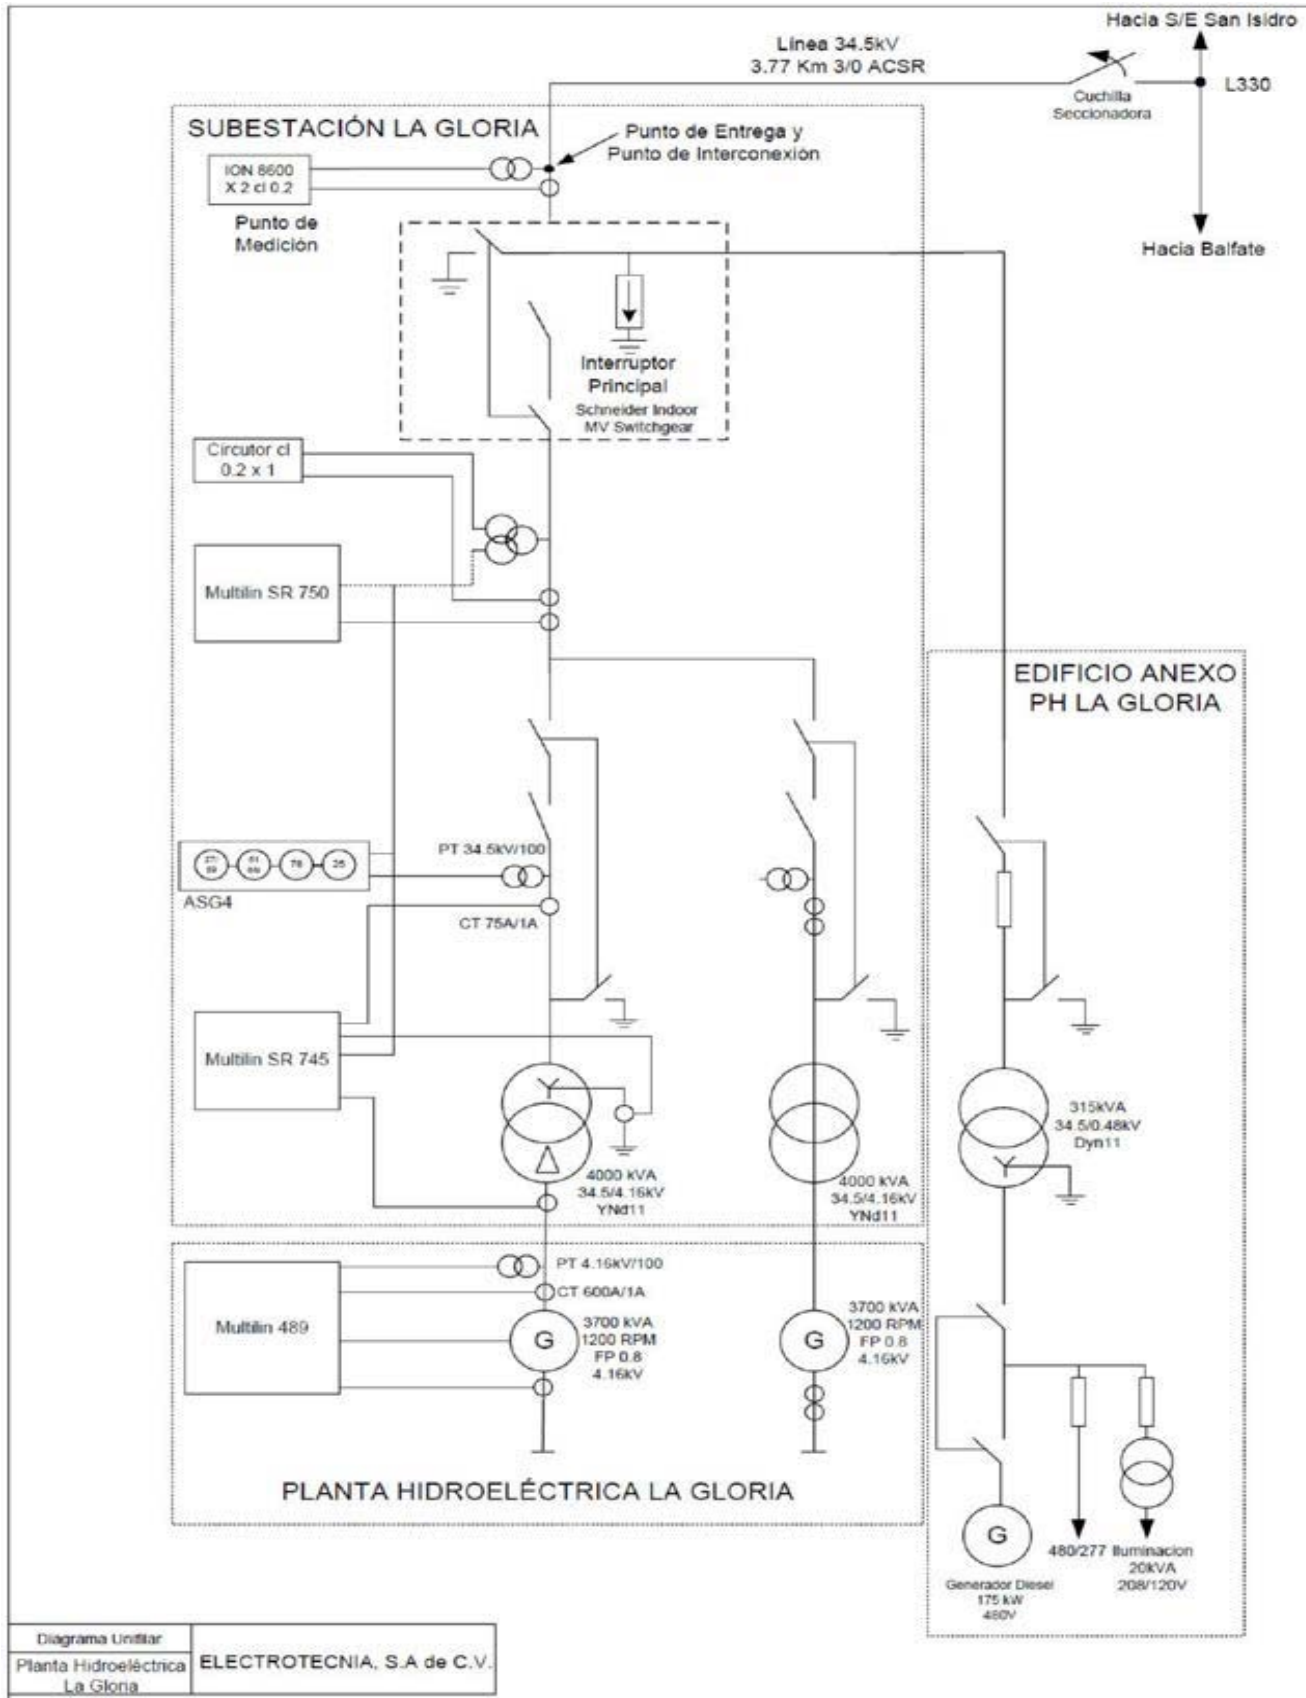 Hacia S/E San Isidro
Línea 34.5kV
3.77 Km 3/0 ACSR
L330
Cuchilla
Seccionadora
Hacia Balfate
SUBESTACIÓN LA GLORIA
Punto de Entrega y
Punto de Interconexión
ION 8600
X 2 cl 0.2
Punto de
Medición
Interruptor
Principal
Schneider Indoor
MV Switchgear
Circutor cl
0.2 x 1
Multilin SR 750
EDIFICIO ANEXO
PH LA GLORIA
PT 34.5kV/100
27/
59
78
25
ASG4
CT 75A/1A
Multilin SR 745
4000 kVA
34.5/4.16kV
YNd11
4000 kVA
34.5/4.16kV
YNd11
315kVA
34.5/0.48kV
Dyn11
Multilin 489
PT 4.16kV/100
CT 600A/1A
G
3700 kVA
1200 RPM
FP 0.8
4.16kV
G
3700 kVA
1200 RPM
FP 0.8
4.16kV
PLANTA HIDROELÉCTRICA LA GLORIA
G
Generador Diesel
175 kW
480V
480/277
Iluminacion
20kVA
208/120V
Diagrama Unifilar
Planta Hidroeléctrica
La Gloria
ELECTROTECNIA, S.A de C.V.